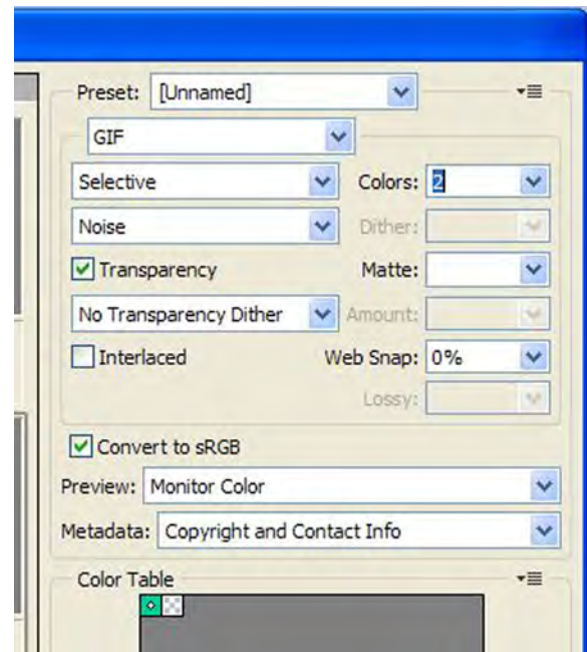 Preset: [Unnamed]
GIF
Selective Colors: 2
Noise Dither:
Transparency Matte:
No Transparency Dither Amount:
Interlaced Web Snap: 0%
Lossy:
Convert to sRGB
Preview: Monitor Color
Metadata: Copyright and Contact Info
Color Table